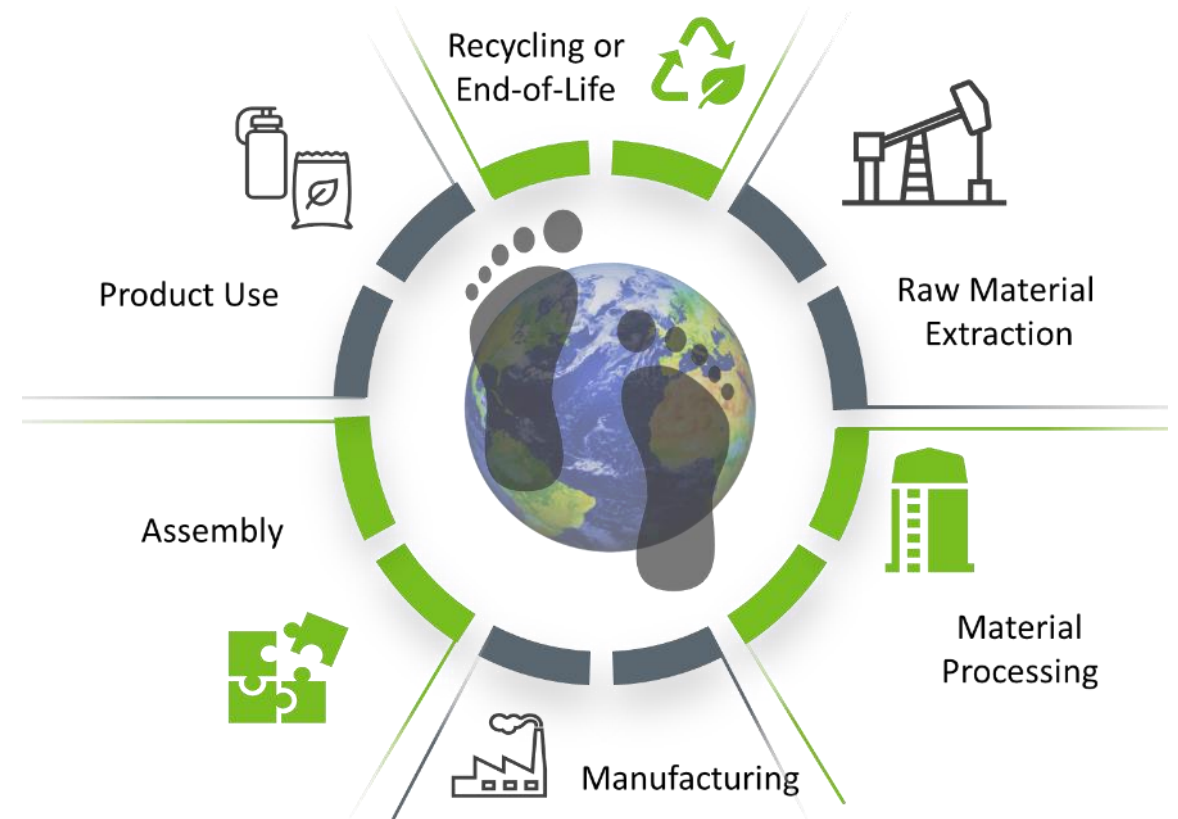 Recycling or
End-of-Life
Raw Material
Extraction
Material
Processing
Manufacturing
Assembly
Product Use